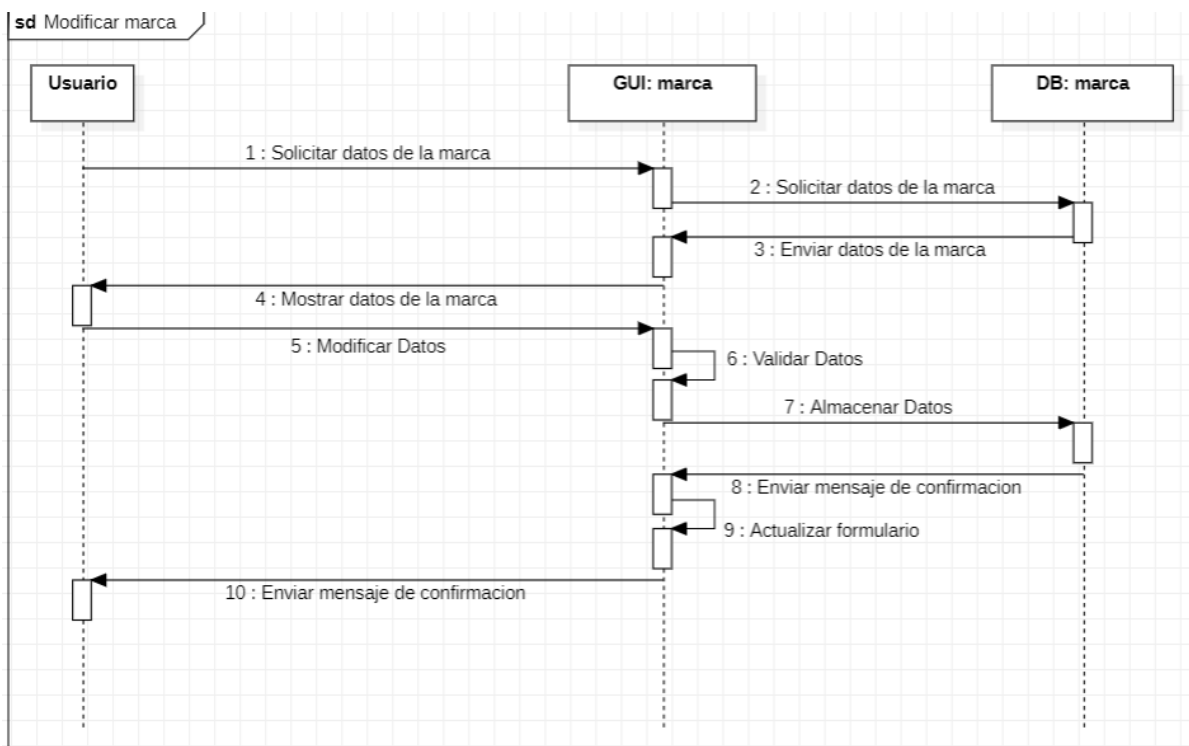 sd Modificar marca
Usuario
GUI: marca
DB: marca
1 : Solicitar datos de la marca
2 : Solicitar datos de la marca
3 : Enviar datos de la marca
4 : Mostrar datos de la marca
5 : Modificar Datos
6 : Validar Datos
7 : Almacenar Datos
8 : Enviar mensaje de confirmacion
9 : Actualizar formulario
10 : Enviar mensaje de confirmacion